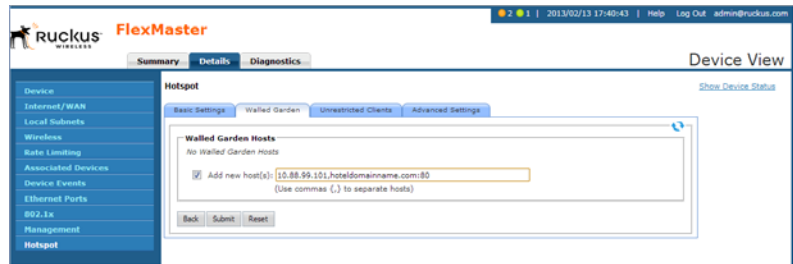 2 1 | 2013/02/13 17:40:43 | Help Log Out admin@ruckus.com
Ruckus WIRELESS
FlexMaster
Summary Details Diagnostics
Device View
Device
Internet/WAN
Local Subnets
Wireless
Rate Limiting
Associated Devices
Device Events
Ethernet Ports
802.1x
Management
Hotspot
Hotspot
Show Device Status
Basic Settings Walled Garden Unrestricted Clients Advanced Settings
Walled Garden Hosts
No Walled Garden Hosts
Add new host(s): 10.88.99.101,hoteldomainname.com:80
(Use commas (,) to separate hosts)
Back Submit Reset